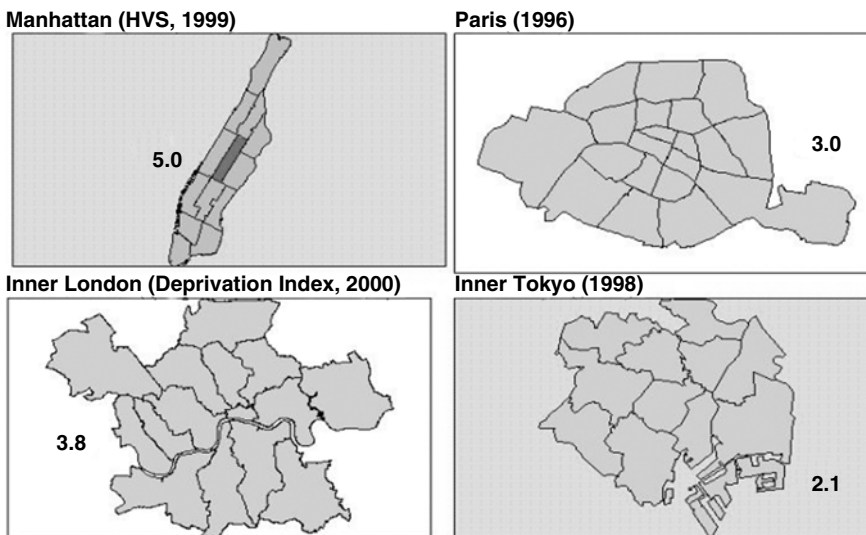 Manhattan (HVS, 1999)
5.0
Paris (1996)
3.0
Inner London (Deprivation Index, 2000)
3.8
Inner Tokyo (1998)
2.1